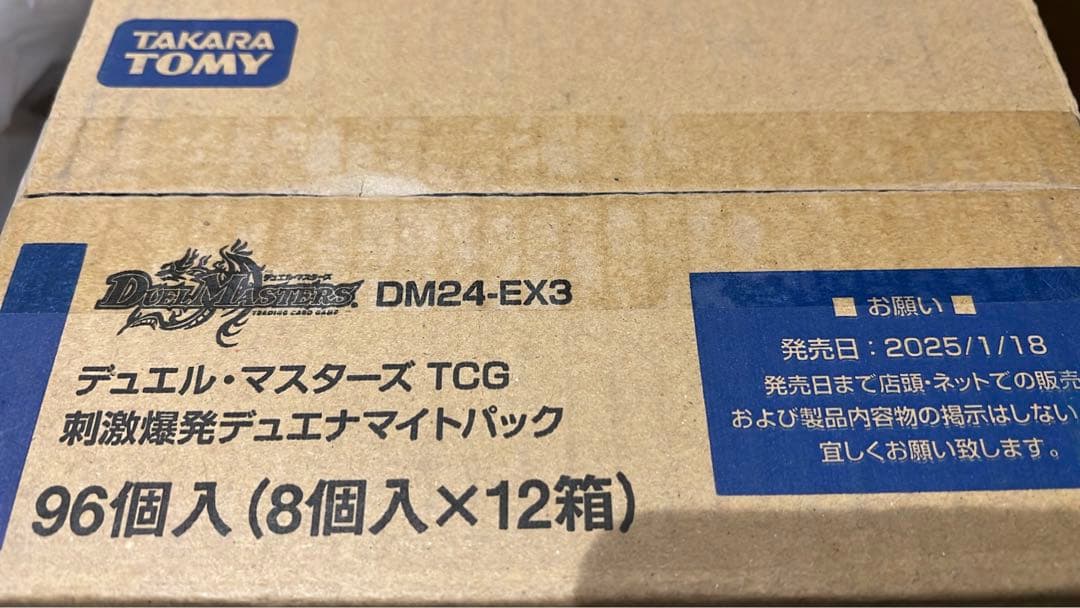 TAKARA
TOMY
デュエル・マスターズ
DUEL MASTERS
TRADING CARD GAME
DM24-EX3
デュエル・マスターズ TCG
刺激爆発デュエナマイトパック
96個入(8個入×12箱)
■ お願い ■
発売日:2025/1/18
発売日まで店頭・ネットでの販売
および製品内容物の掲示はしない
宜しくお願い致します。